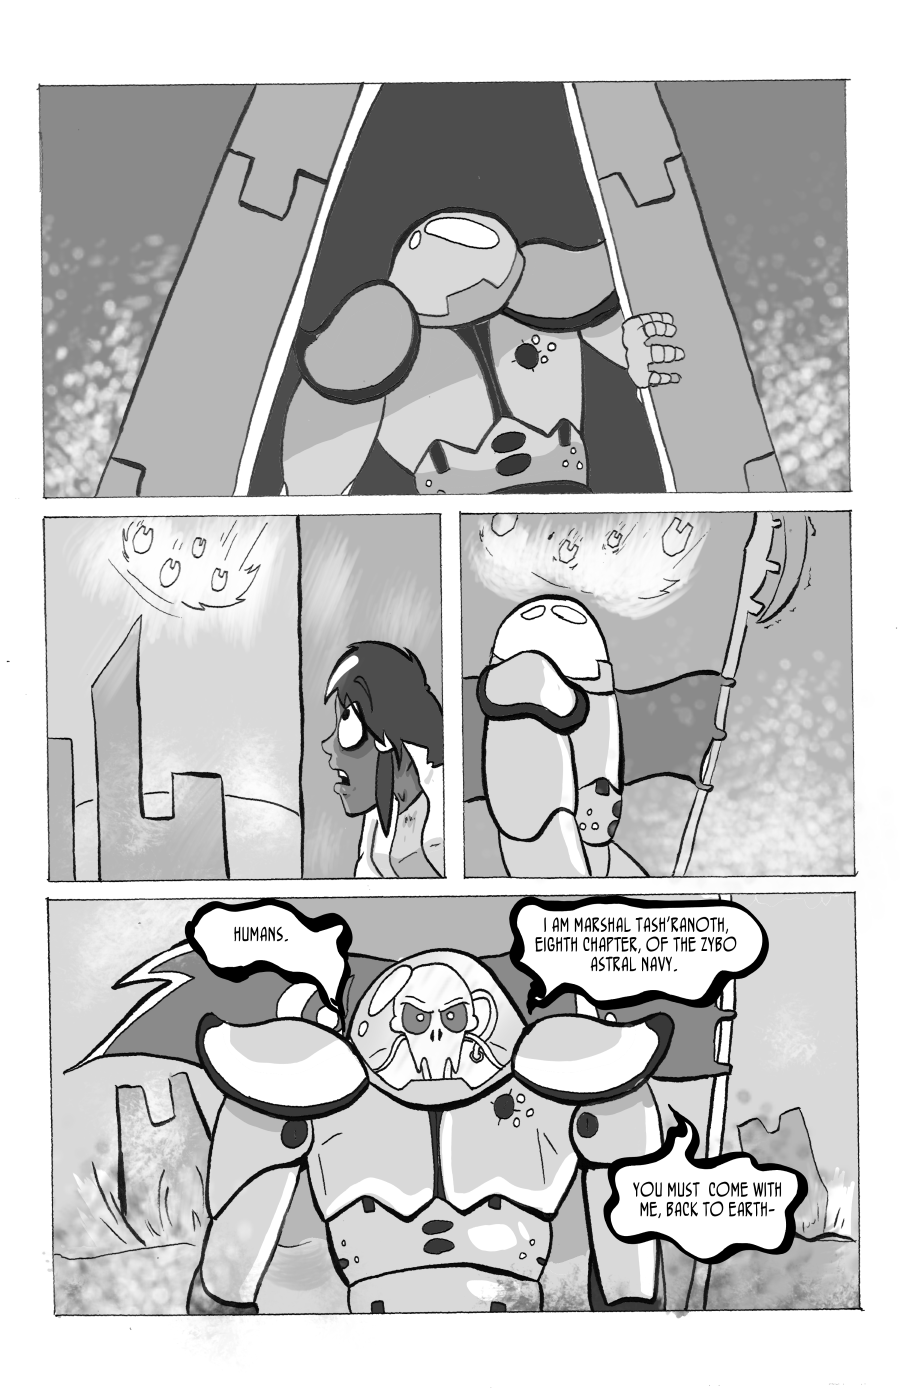 HUMANS.
I AM MARSHAL TASH'RANOTH,
EIGHTH CHAPTER, OF THE ZYBO
ASTRAL NAVY.
YOU MUST COME WITH
ME, BACK TO EARTH-